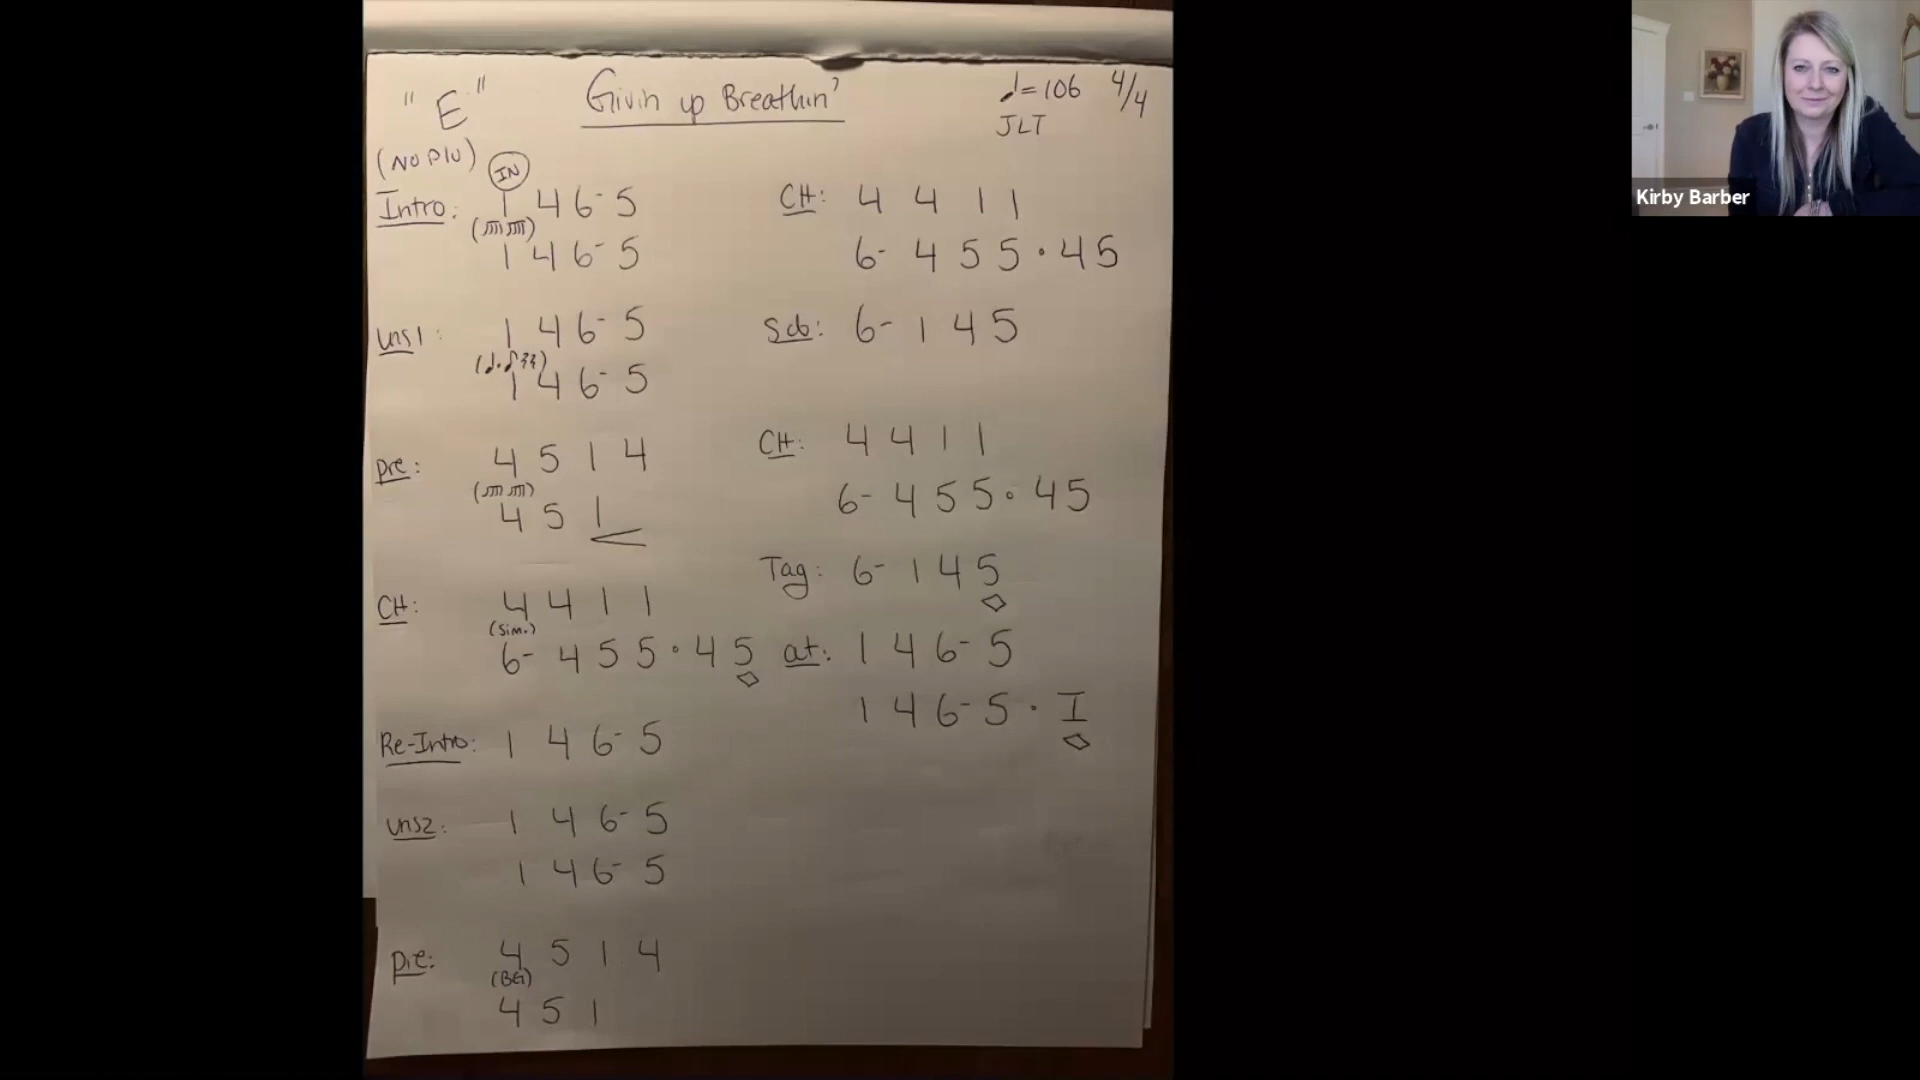 "E"
Givin up Breathin'
♩=106 4/4
JLT
(NO P/U)
IN
Intro: 1 4 6- 5
1 4 6- 5
Vns1: 1 4 6- 5
1 4 6- 5
Pre: 4 5 1 4
4 5 1 <
CH: 4 4 1 1
(Sim.)
6- 4 5 5 • 4 5
Re-Intro: 1 4 6- 5
Vns2: 1 4 6- 5
1 4 6- 5
Pre: 4 5 1 4
(BG)
4 5 1
CH: 4 4 1 1
6- 4 5 5 • 4 5
Sob: 6- 1 4 5
CH: 4 4 1 1
6- 4 5 5 • 4 5
Tag: 6- 1 4 5
at: 1 4 6- 5
1 4 6- 5 • I
Kirby Barber